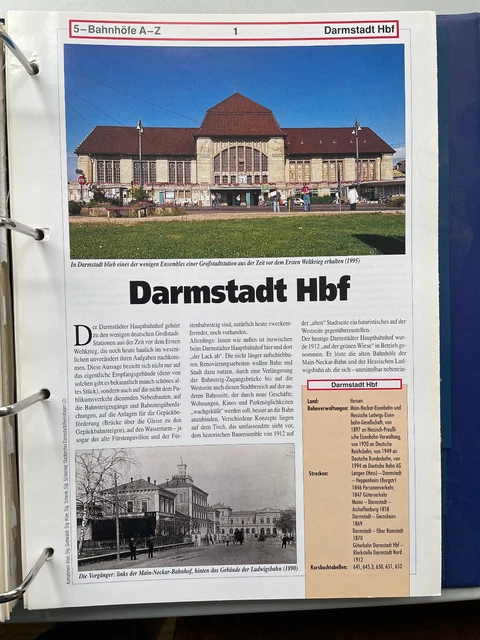 5–Bahnhöfe A–Z 1 Darmstadt Hbf
In Darmstadt blieb eines der wenigen Ensembles einer Großstadtstation aus der Zeit vor dem Ersten Weltkrieg erhalten (1995)
Darmstadt Hbf
Der Darmstädter Hauptbahnhof gehört
zu den wenigen deutschen Großstadt-
Stationen aus der Zeit vor dem Ersten
Weltkrieg, die noch heute baulich im wesent-
lichen unverändert ihren Aufgaben nachkom-
men. Diese Aussage bezieht sich nicht nur auf
das eigentliche Empfangsgebäude (denn von
solchen gibt es bekanntlich manch schönes al-
tes Stück), sondern auch auf die nicht dem Pu-
blikumsverkehr dienenden Nebenbauten, auf
die Bahnsteigzugänge und Bahnsteigüberda-
chungen, auf die Anlagen für die Gepäckbe-
förderung (Brücke über die Gleise zu den
Gepäckbahnsteigen), auf den Wasserturm – ja
sogar der alte Fürstenpavillon und der Für-
stenbahnsteig sind, natürlich heute zweckent-
fremdet, noch vorhanden.
Allerdings: Innen wie außen ist inzwischen
beim Darmstädter Hauptbahnhof hier und dort
„der Lack ab“. Die nicht länger aufschiebba-
ren Renovierungsarbeiten wollen Bahn und
Stadt dazu nutzen, durch eine Verlängerung
der Bahnsteig-Zugangsbrücke bis auf die
Westseite auch diesen Stadtbereich auf der an-
deren Bahnseite, der durch neue Geschäfte,
Wohnungen, Kinos und Parkmöglichkeiten
„wachgeküßt“ werden soll, besser an die Bahn
anzubinden. Verschiedene Konzepte liegen
auf dem Tisch, das umfassendste sieht vor,
dem historischen Bauensemble von 1912 auf
der „alten“ Stadtseite ein futuristisches auf der
Westseite gegenüberzustellen.
Der heutige Darmstädter Hauptbahnhof wur-
de 1912 „auf der grünen Wiese“ in Betrieb ge-
nommen. Er löste die alten Bahnhöfe der
Main-Neckar-Bahn und der Hessischen Lud-
wigsbahn ab, die sich – unmittelbar nebenein-
Darmstadt Hbf
Land: Hessen
Bahnverwaltungen: Main-Neckar-Eisenbahn und
Hessische Ludwigs-Eisen-
bahn-Gesellschaft, von
1897 an Hessisch-Preußi-
sche Eisenbahn-Verwaltung,
von 1920 an Deutsche
Reichsbahn, von 1949 an
Deutsche Bundesbahn, von
1994 an Deutsche Bahn AG
Strecken: Langen (Hess) – Darmstadt
– Heppenheim (Bergstr)
1846 Personenverkehr,
1847 Güterverkehr
Mainz – Darmstadt –
Aschaffenburg 1858
Darmstadt – Gernsheim
1869
Darmstadt – Ober Ramstadt
1870
Güterbahn Darmstadt Hbf –
Blockstelle Darmstadt Nord
1912
Kursbuchtabellen: 641, 645.3, 650, 651, 652
Die Vorgänger: links der Main-Neckar-Bahnhof, hinten das Gebäude der Ludwigsbahn (1890)